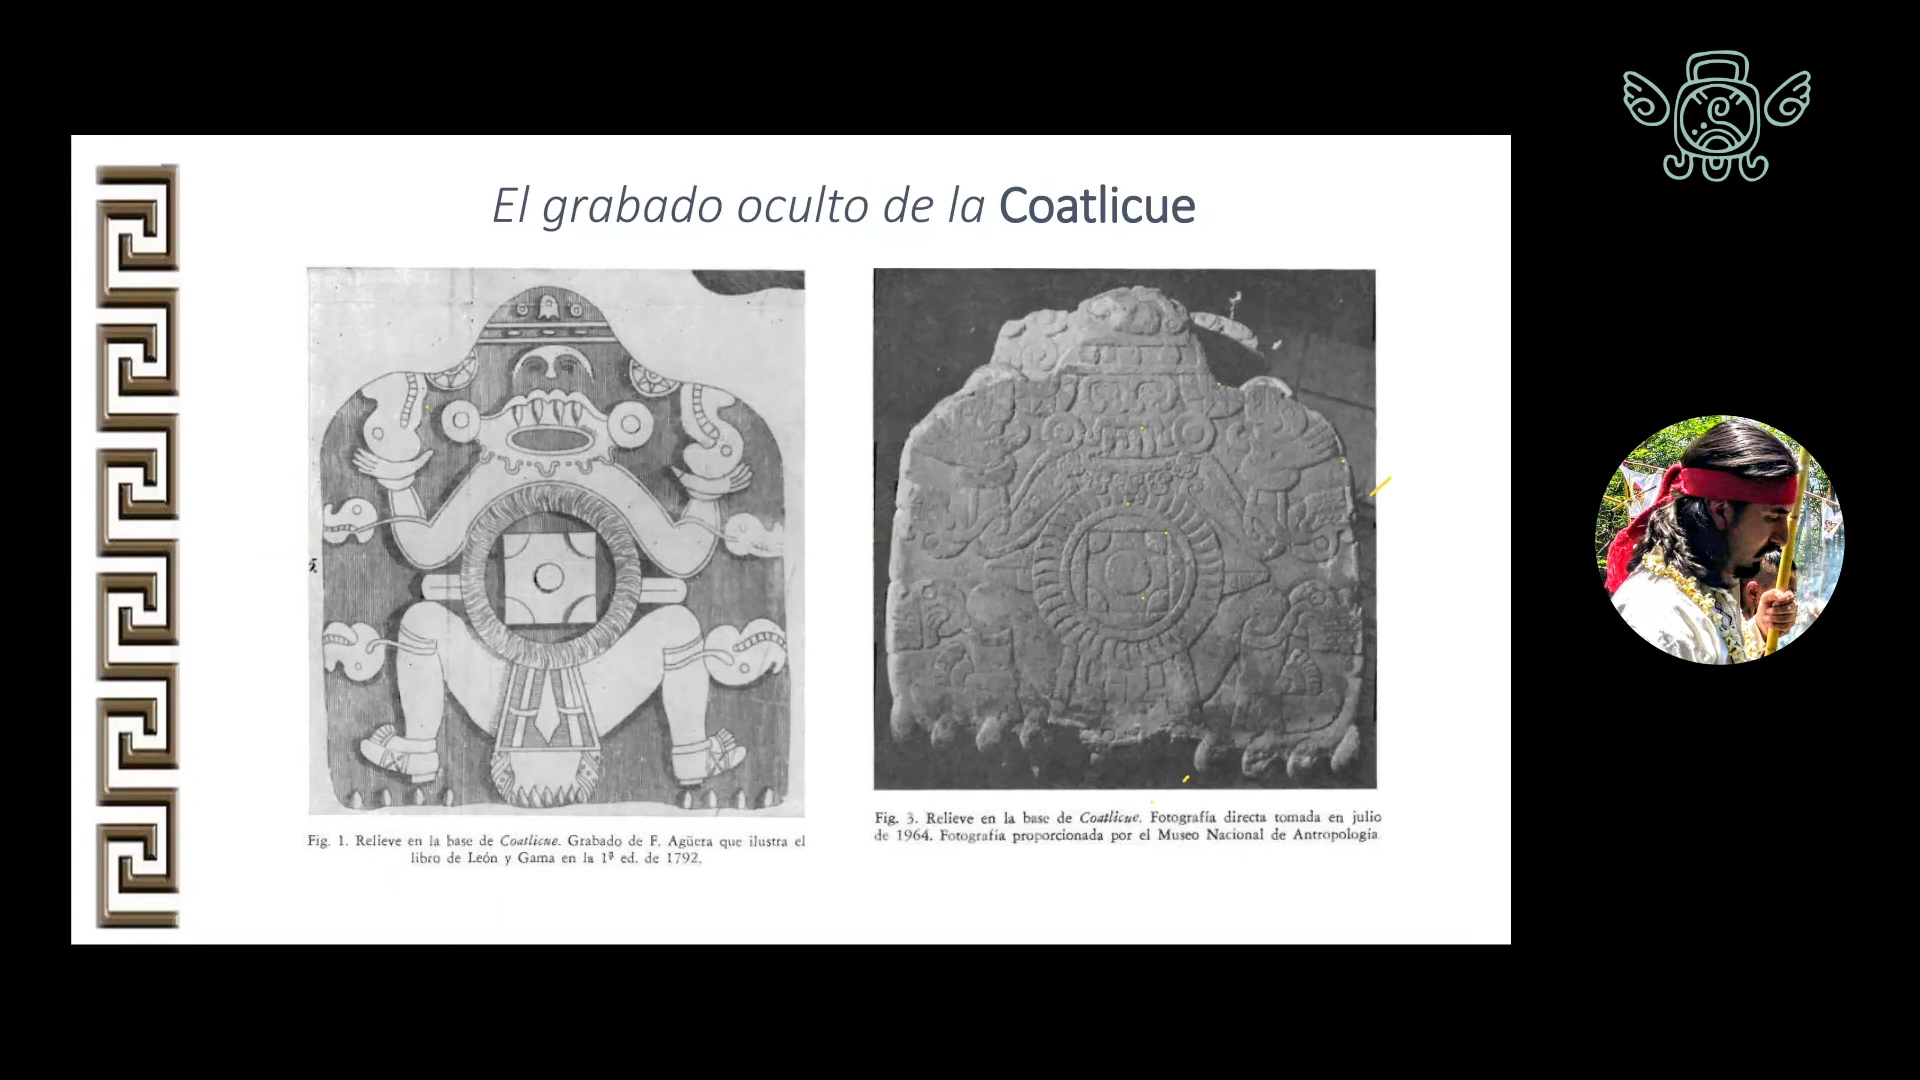 El grabado oculto de la Coatlicue
Fig. 1. Relieve en la base de Coatlicue. Grabado de F. Agüera que ilustra el
libro de León y Gama en la 1ª ed. de 1792.
Fig. 3. Relieve en la base de Coatlicue. Fotografía directa tomada en julio
de 1964. Fotografía proporcionada por el Museo Nacional de Antropología